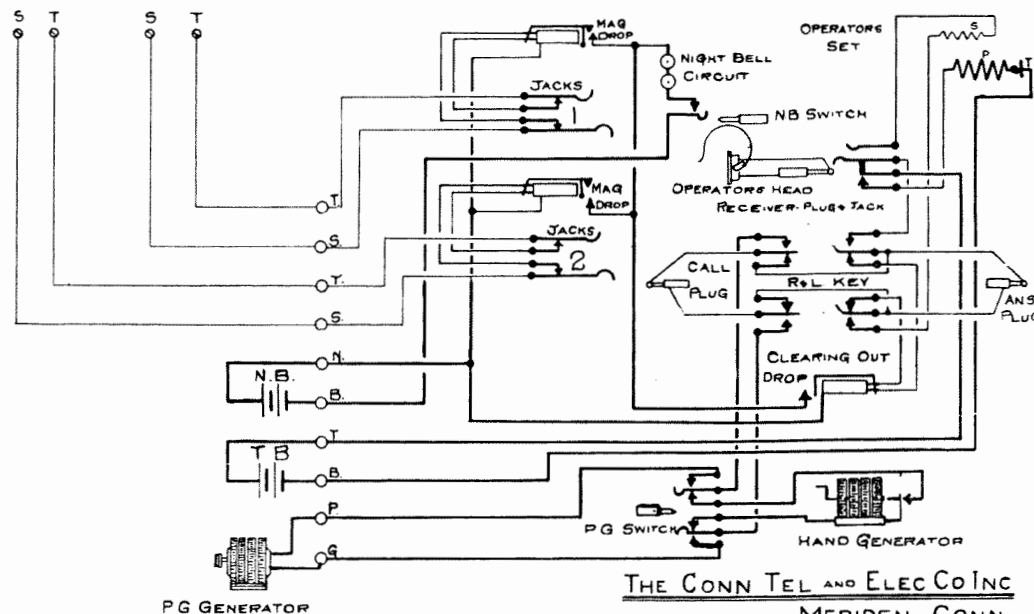 S T S T
MAG
DROP
NIGHT BELL
CIRCUIT
OPERATORS
SET
S
P
T
JACKS
1
NB SWITCH
OPERATORS HEAD
RECEIVER-PLUG & JACK
MAG
DROP
JACKS
2
T.
S.
T.
S.
CALL
PLUG
R&L KEY
ANS
PLUG
CLEARING OUT
DROP
N.
N.B.
B.
T
T B
B.
P.
G
PG SWITCH
HAND GENERATOR
PG GENERATOR
THE CONN TEL AND ELEC CO INC
MERIDEN CONN